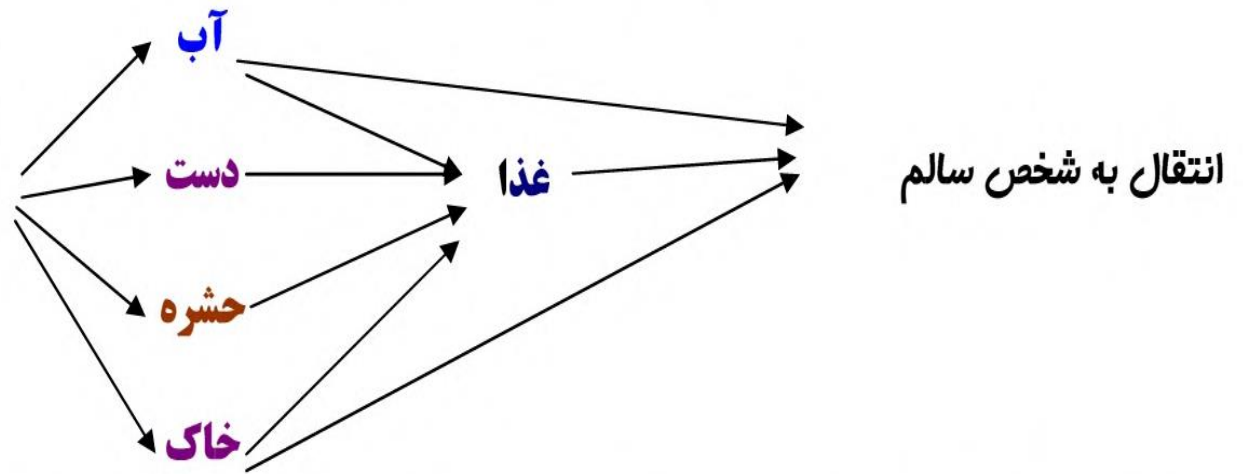 آب
دست
حشره
خاک
غذا
انتقال به شخص سالم